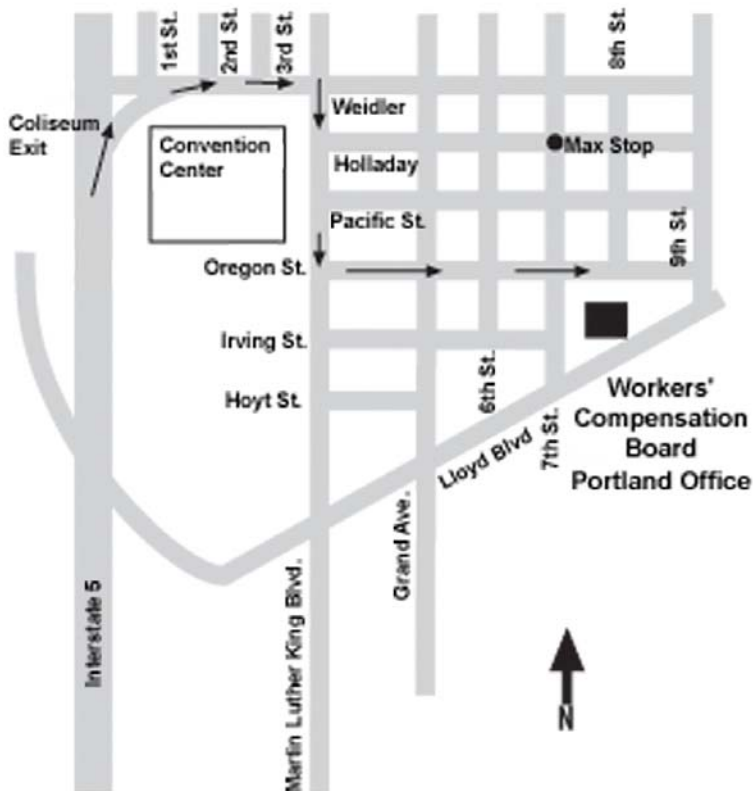 1st St.
2nd St.
3rd St.
8th St.
Coliseum
Exit
Weidler
Convention
Center
Max Stop
Holladay
Pacific St.
9th St.
Oregon St.
Irving St.
6th St.
Hoyt St.
7th St.
Workers'
Compensation
Board
Portland Office
Lloyd Blvd
Grand Ave.
Interstate 5
Martin Luther King Blvd.
N